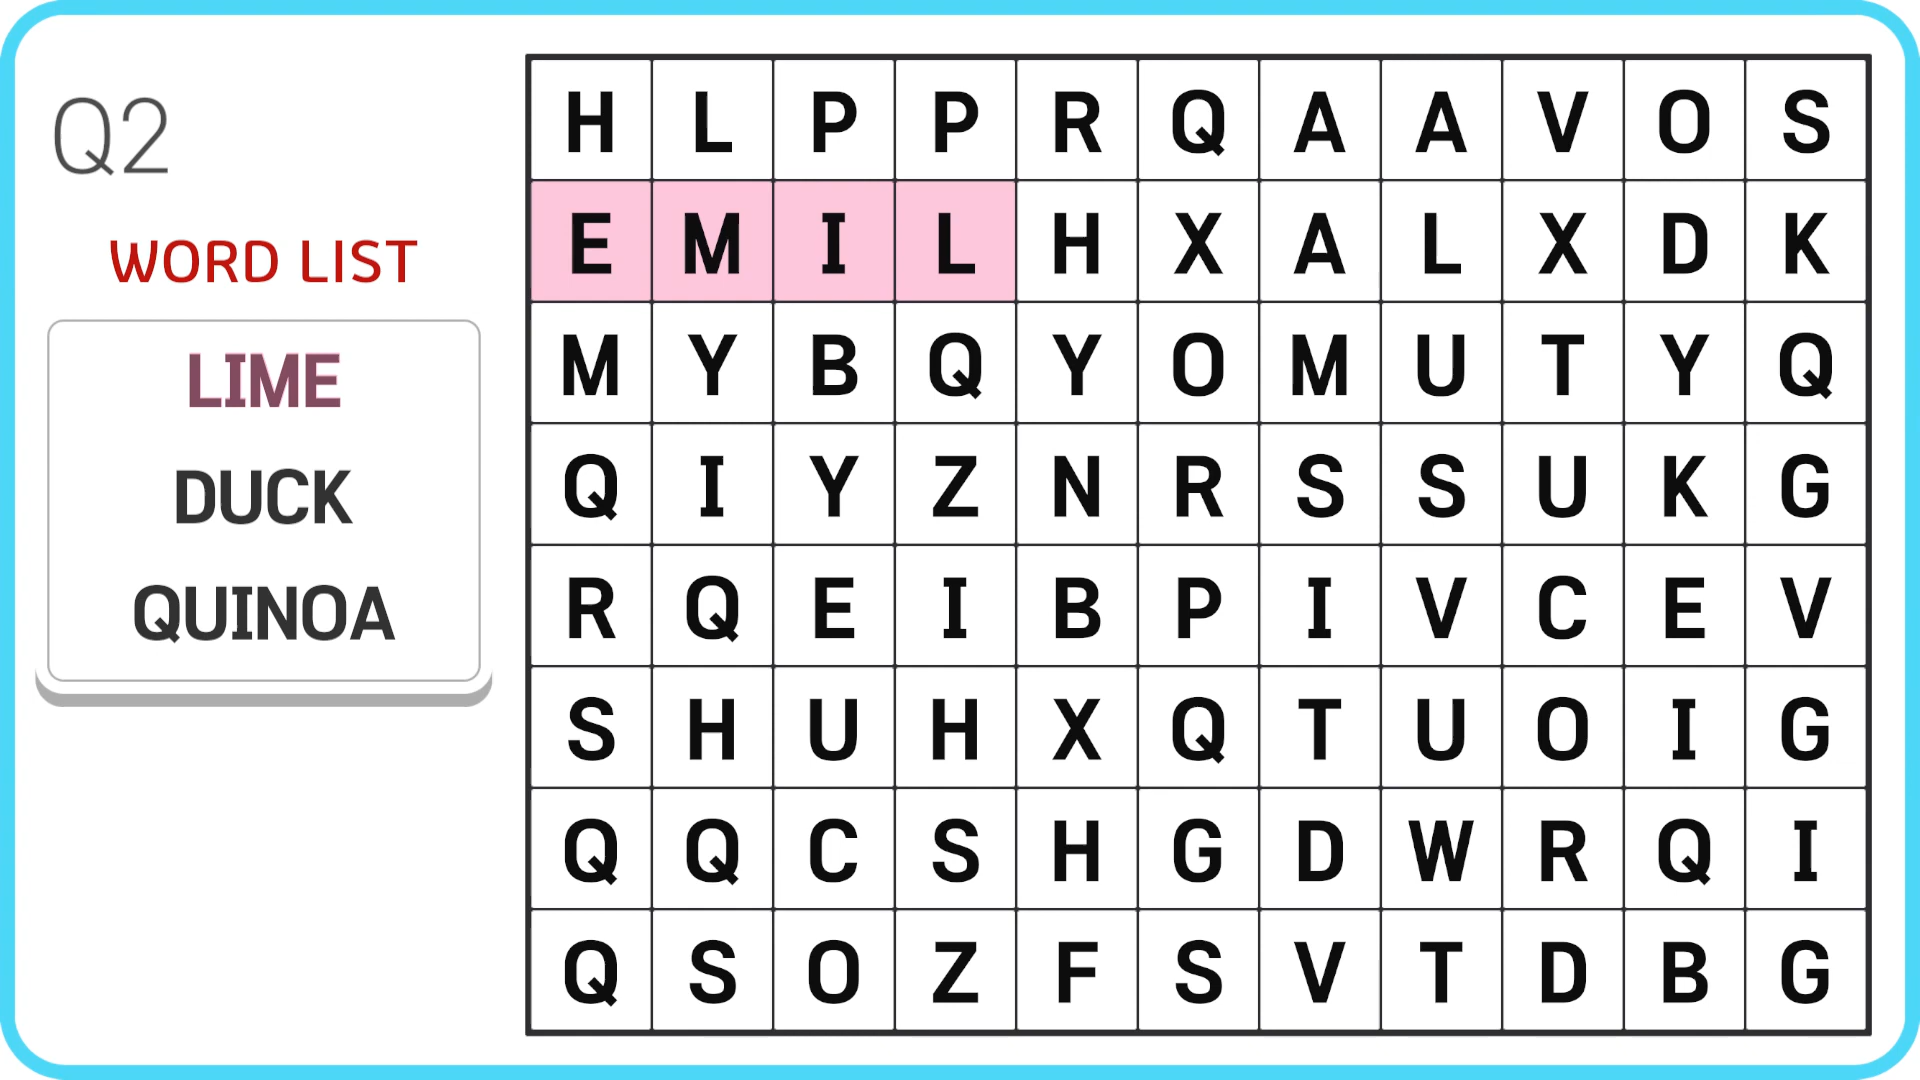 Q2
WORD LIST
LIME
DUCK
QUINOA
H L P P R Q A A V O S
E M I L H X A L X D K
M Y B Q Y O M U T Y Q
Q I Y Z N R S S U K G
R Q E I B P I V C E V
S H U H X Q T U O I G
Q Q C S H G D W R Q I
Q S O Z F S V T D B G